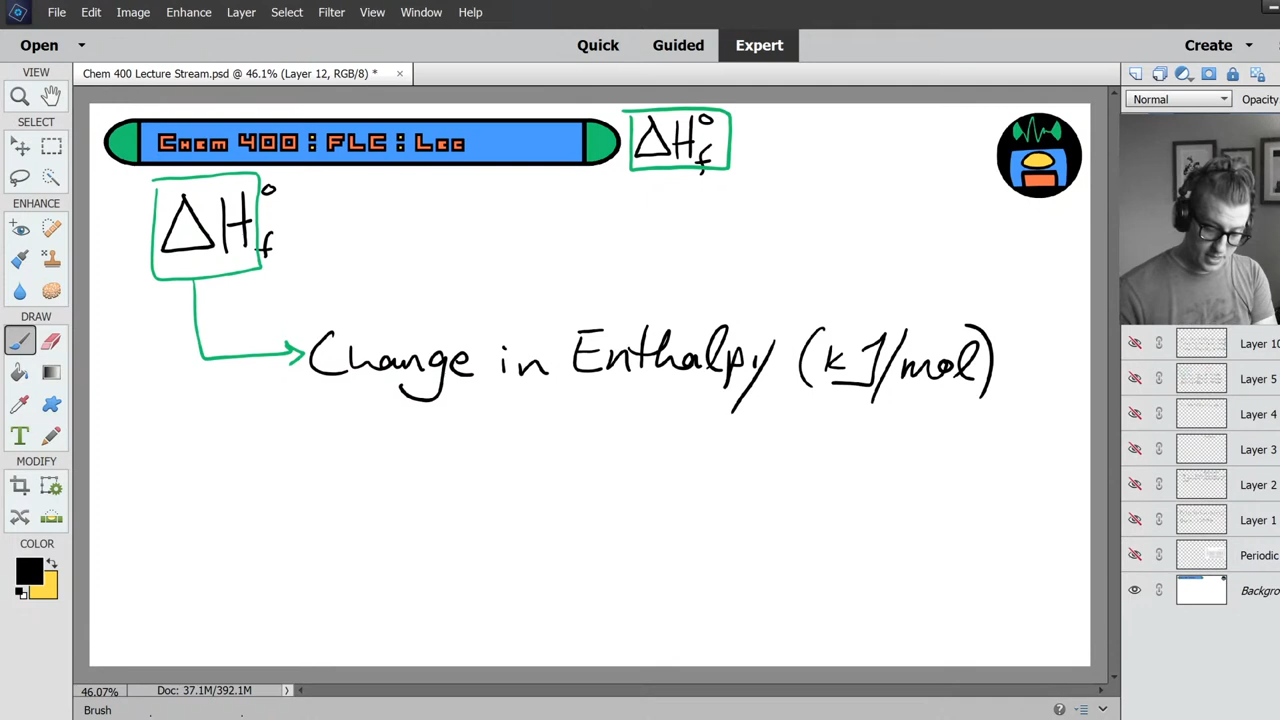 File Edit Image Enhance Layer Select Filter View Window Help
Open Quick Guided Expert Create
Chem 400 Lecture Stream.psd @ 46.1% (Layer 12, RGB/8) * ×
VIEW
SELECT
ENHANCE
DRAW
T
MODIFY
COLOR
Chem 400 : FLC : Lec
ΔH°f
ΔH°f
Change in Enthalpy (kJ/mol)
Normal Opacity
Layer 10
Layer 5
Layer 4
Layer 3
Layer 2
Layer 1
Periodic
Backgro
46.07% Doc: 37.1M/392.1M
Brush